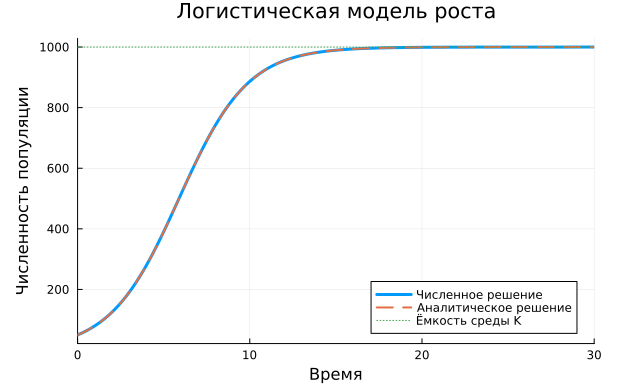 Логистическая модель роста
Численность популяции
1000
800
600
400
200
0
10
20
30
Время
Численное решение
Аналитическое решение
Ёмкость среды K